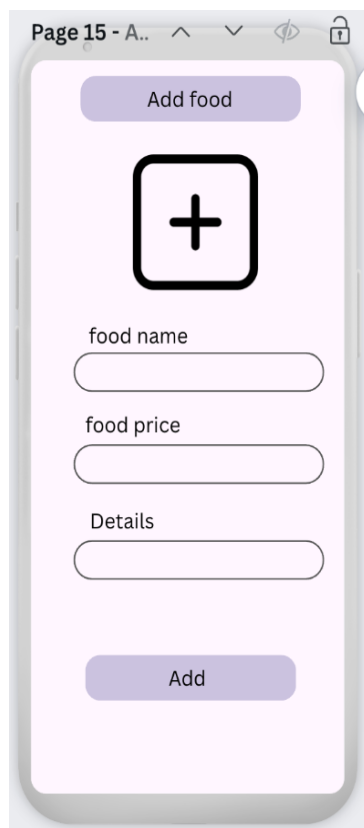 Page 15 - A..
Add food
food name
food price
Details
Add